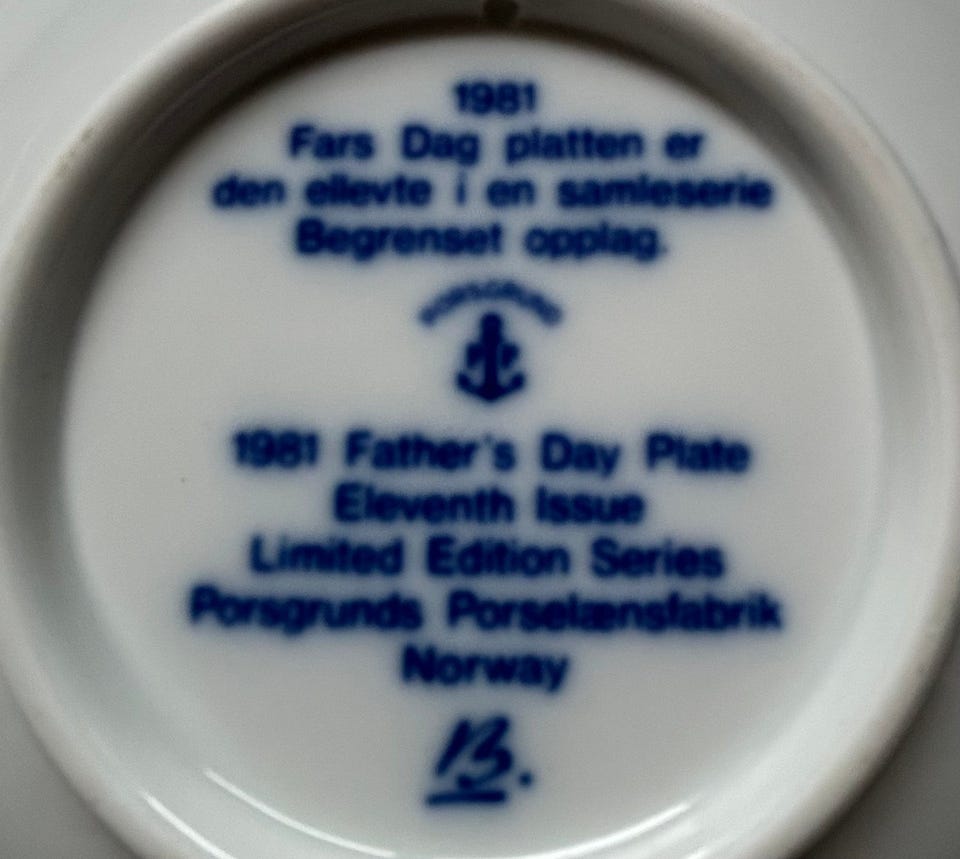 1981
Fars Dag platten er
den ellevte i en samleserie
Begrenset opplag.
PORSGRUND
1981 Father's Day Plate
Eleventh Issue
Limited Edition Series
Porsgrunds Porselænsfabrik
Norway